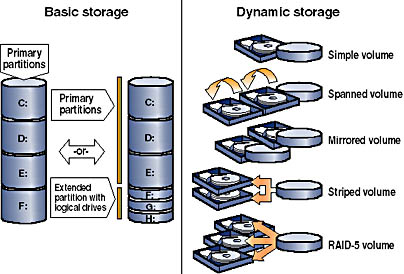 Basic storage
Primary
partitions
C:
D:
E:
F:
Primary
partitions
-or-
Extended
partition with
logical drives
C:
D:
E:
F:
G:
H:
Dynamic storage
Simple volume
Spanned volume
Mirrored volume
Striped volume
RAID-5 volume